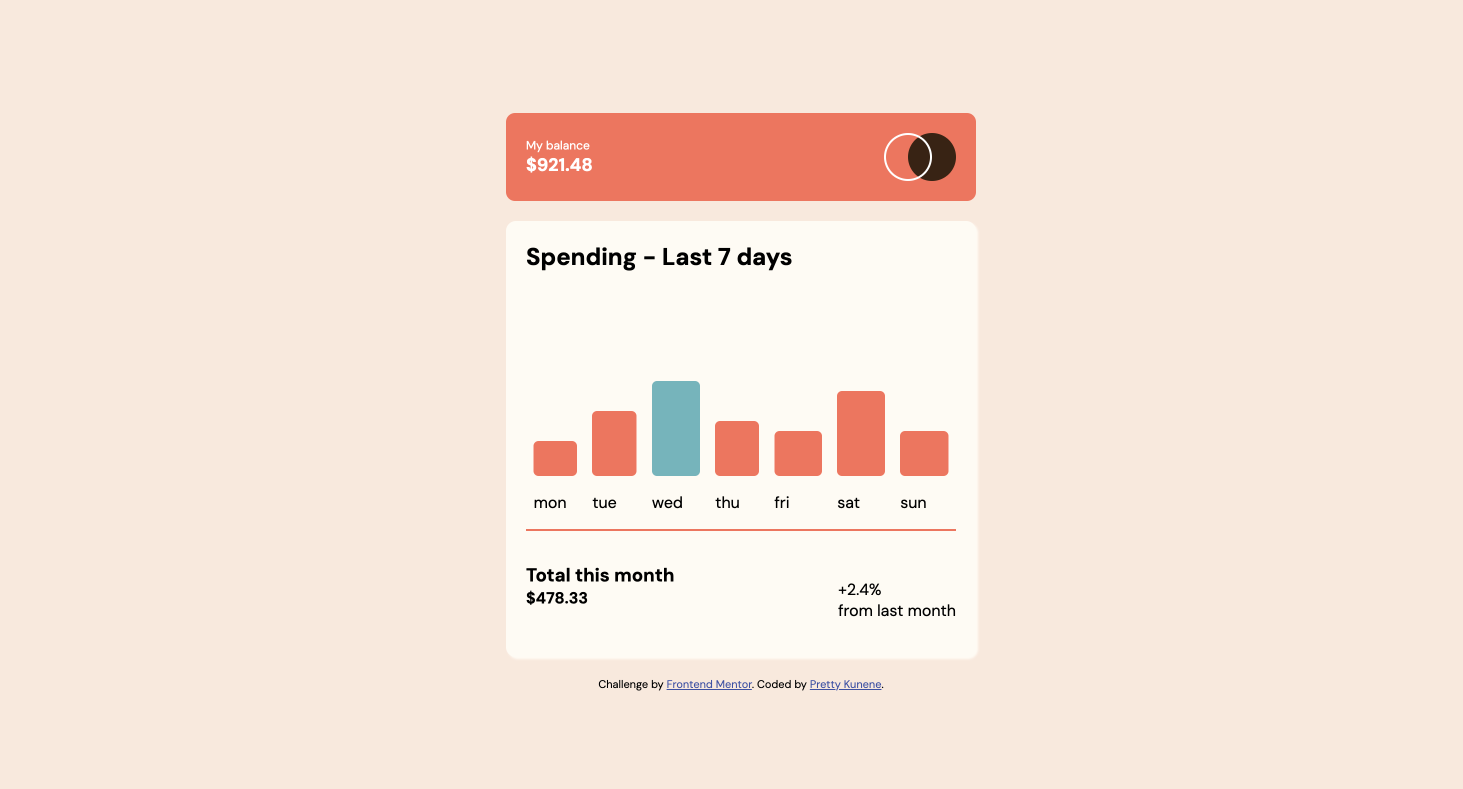 My balance
$921.48
Spending - Last 7 days
mon tue wed thu fri sat sun
Total this month
$478.33
+2.4%
from last month
Challenge by Frontend Mentor. Coded by Pretty Kunene.